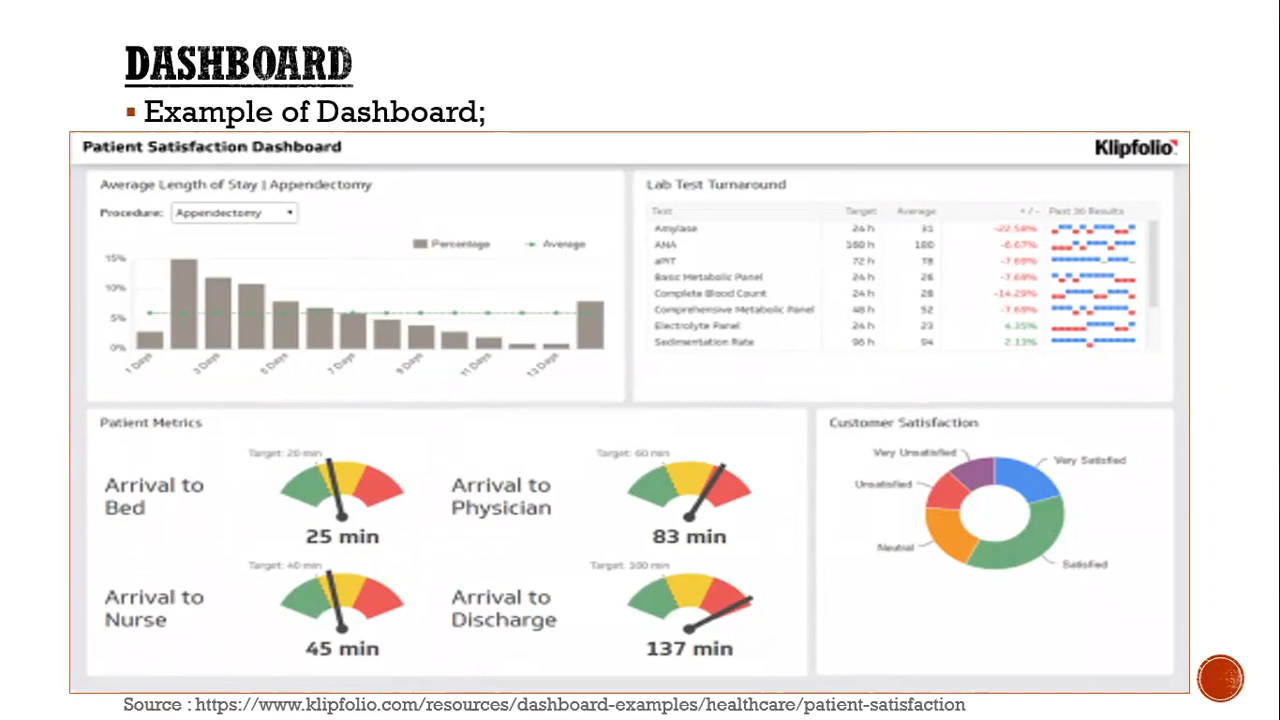 DASHBOARD
Example of Dashboard;
Patient Satisfaction Dashboard
Klipfolio
Average Length of Stay | Appendectomy
Procedure: Appendectomy
Percentage Average
15%
10%
5%
0%
1 Days 3 Days 5 Days 7 Days 9 Days 11 Days 13 Days
Lab Test Turnaround
Test Target Average + / - Past 30 Results
Amylase 24 h 31 -22.58%
ANA 168 h 180 -6.67%
aPTT 72 h 78 -7.69%
Basic Metabolic Panel 24 h 26 -7.69%
Complete Blood Count 24 h 28 -14.29%
Comprehensive Metabolic Panel 48 h 52 -7.69%
Electrolyte Panel 24 h 23 4.35%
Sedimentation Rate 96 h 94 2.13%
Patient Metrics
Target: 20 min
Arrival to
Bed
25 min
Target: 60 min
Arrival to
Physician
83 min
Target: 40 min
Arrival to
Nurse
45 min
Target: 100 min
Arrival to
Discharge
137 min
Customer Satisfaction
Very Unsatisfied
Very Satisfied
Unsatisfied
Neutral
Satisfied
Source : https://www.klipfolio.com/resources/dashboard-examples/healthcare/patient-satisfaction